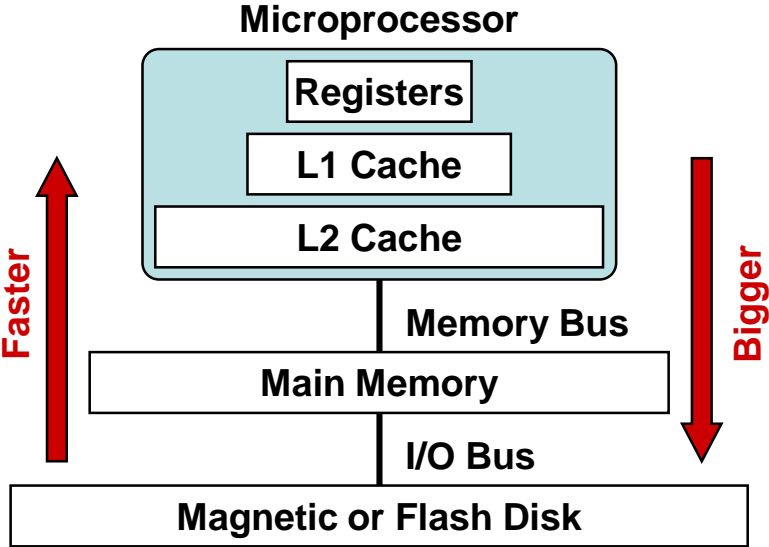 Microprocessor
Registers
L1 Cache
L2 Cache
Faster
Bigger
Memory Bus
Main Memory
I/O Bus
Magnetic or Flash Disk